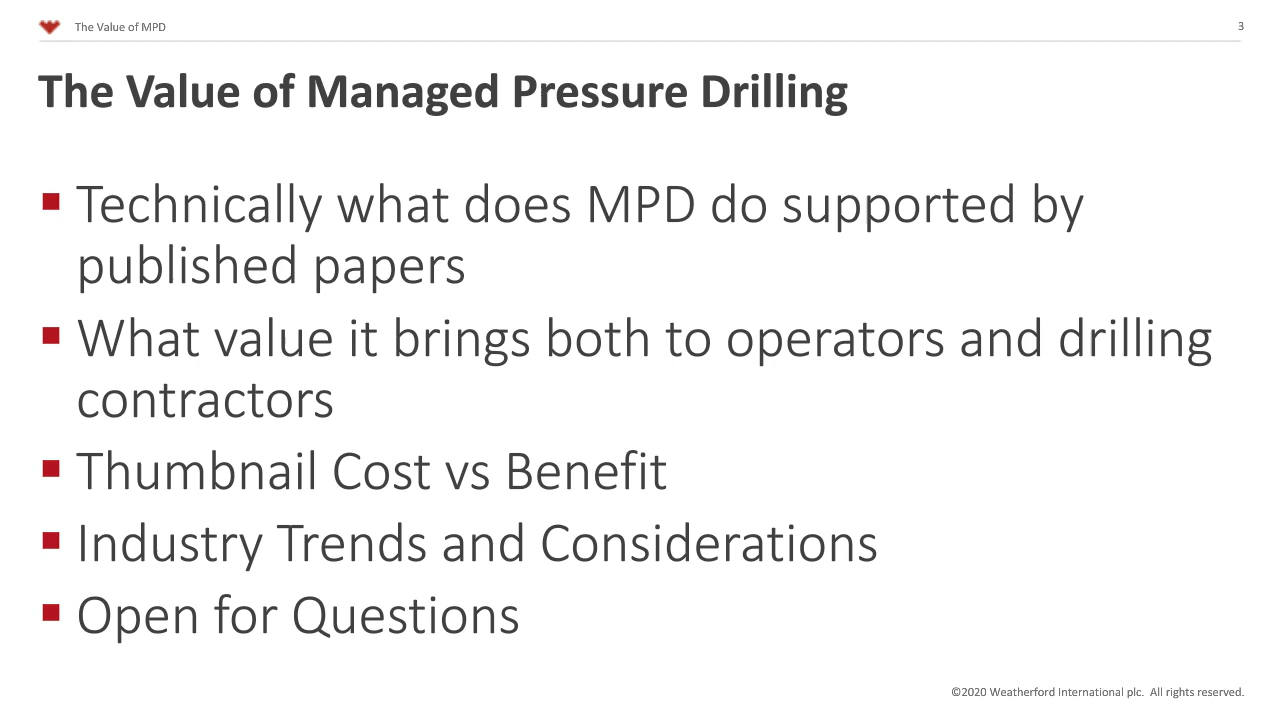 The Value of MPD
3
The Value of Managed Pressure Drilling
Technically what does MPD do supported by
published papers
What value it brings both to operators and drilling
contractors
Thumbnail Cost vs Benefit
Industry Trends and Considerations
Open for Questions
©2020 Weatherford International plc. All rights reserved.